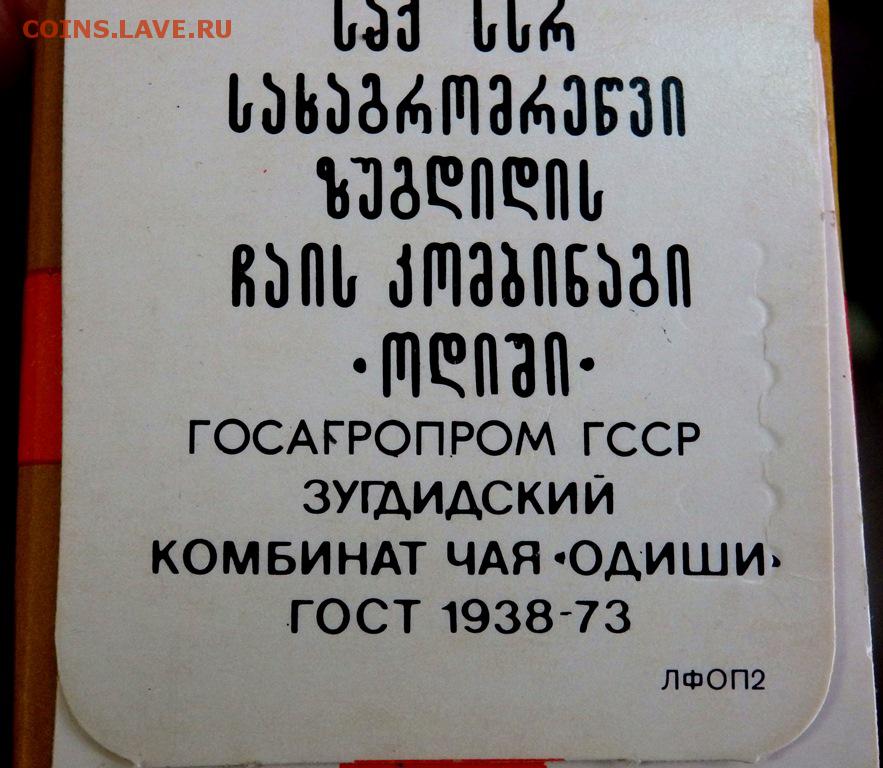 COINS.LAVE.RU
საქ სსრ
სახაგრომრეწვი
ზუგდიდის
ჩაის კომბინატი
•ოდიში•
ГОСАГРОПРОМ ГССР
ЗУГДИДСКИЙ
КОМБИНАТ ЧАЯ «ОДИШИ»
ГОСТ 1938-73
ЛФОП2